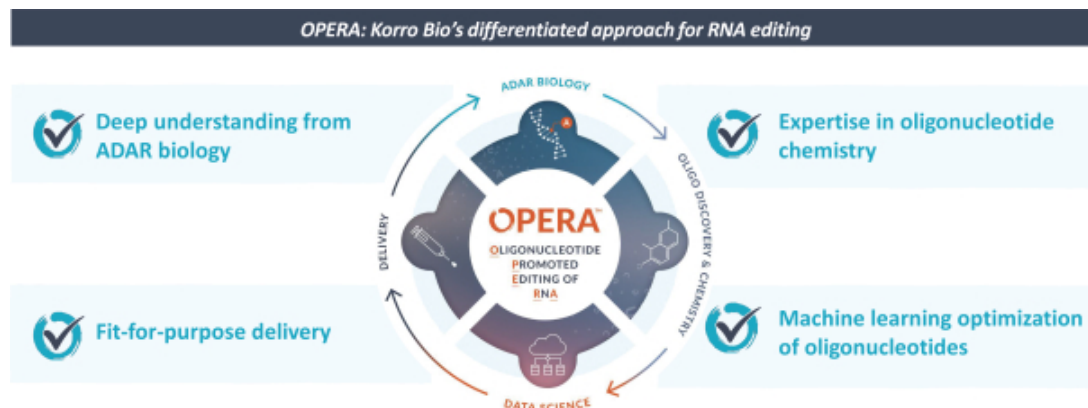 OPERA: Korro Bio's differentiated approach for RNA editing
ADAR BIOLOGY
Deep understanding from
ADAR biology
Expertise in oligonucleotide
chemistry
A
DELIVERY
OPERA™
OLIGONUCLEOTIDE
PROMOTED
EDITING OF
RNA
OLIGO DISCOVERY & CHEMISTRY
Fit-for-purpose delivery
Machine learning optimization
of oligonucleotides
DATA SCIENCE